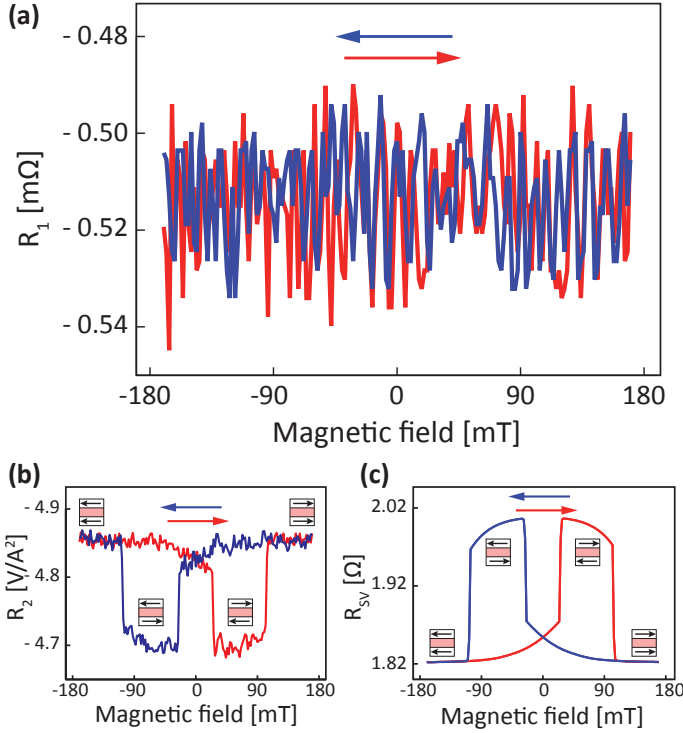 (a)
- 0.48
- 0.50
- 0.52
- 0.54
R1 [mΩ]
-180 -90 0 90 180
Magnetic field [mT]
(b)
- 4.9
- 4.8
- 4.7
R2 [V/A²]
-180 -90 0 90 180
Magnetic field [mT]
(c)
2.02
1.92
1.82
RSV [Ω]
-180 -90 0 90 180
Magnetic field [mT]